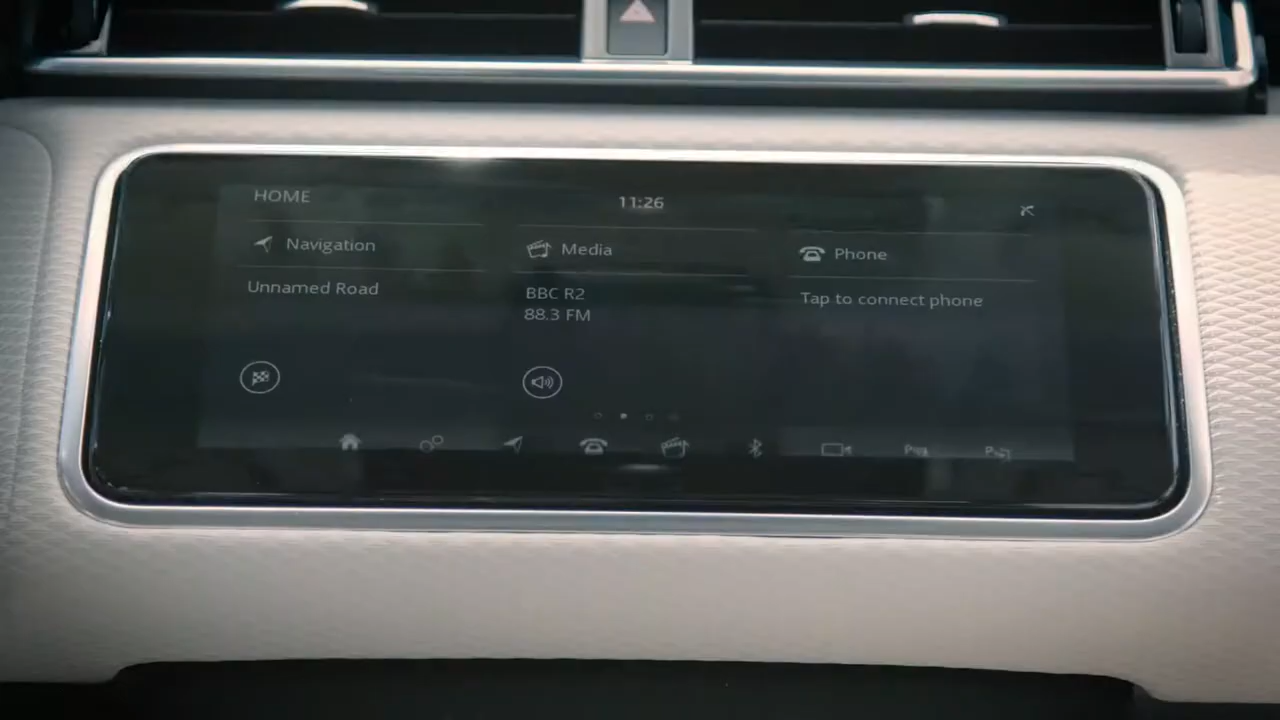 HOME
11:26
Navigation
Media
Phone
Unnamed Road
BBC R2
88.3 FM
Tap to connect phone